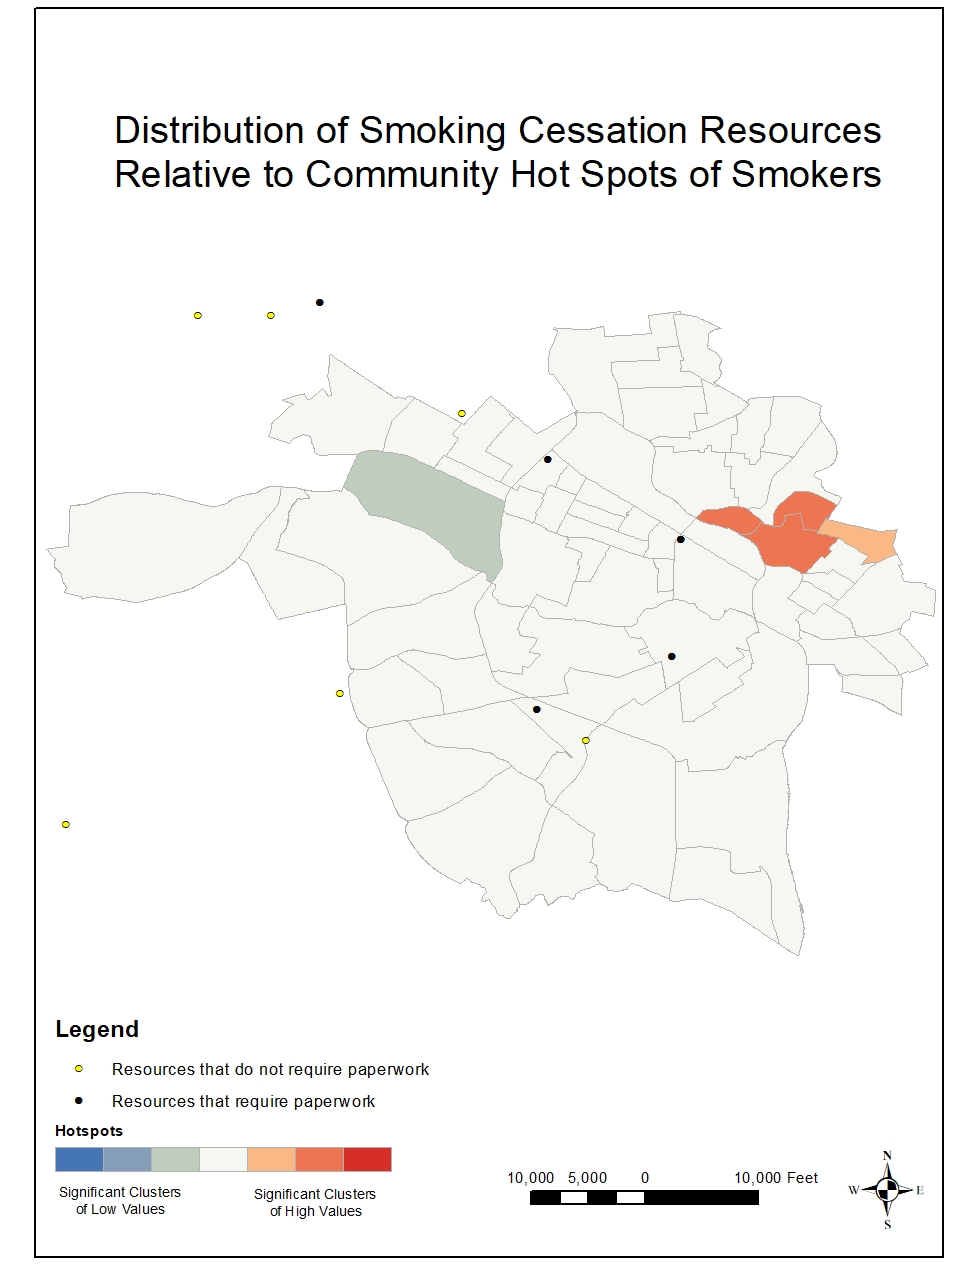 Distribution of Smoking Cessation Resources
Relative to Community Hot Spots of Smokers
Legend
Resources that do not require paperwork
Resources that require paperwork
Hotspots
Significant Clusters
of Low Values
Significant Clusters
of High Values
10,000 5,000 0 10,000 Feet
N
W E
S